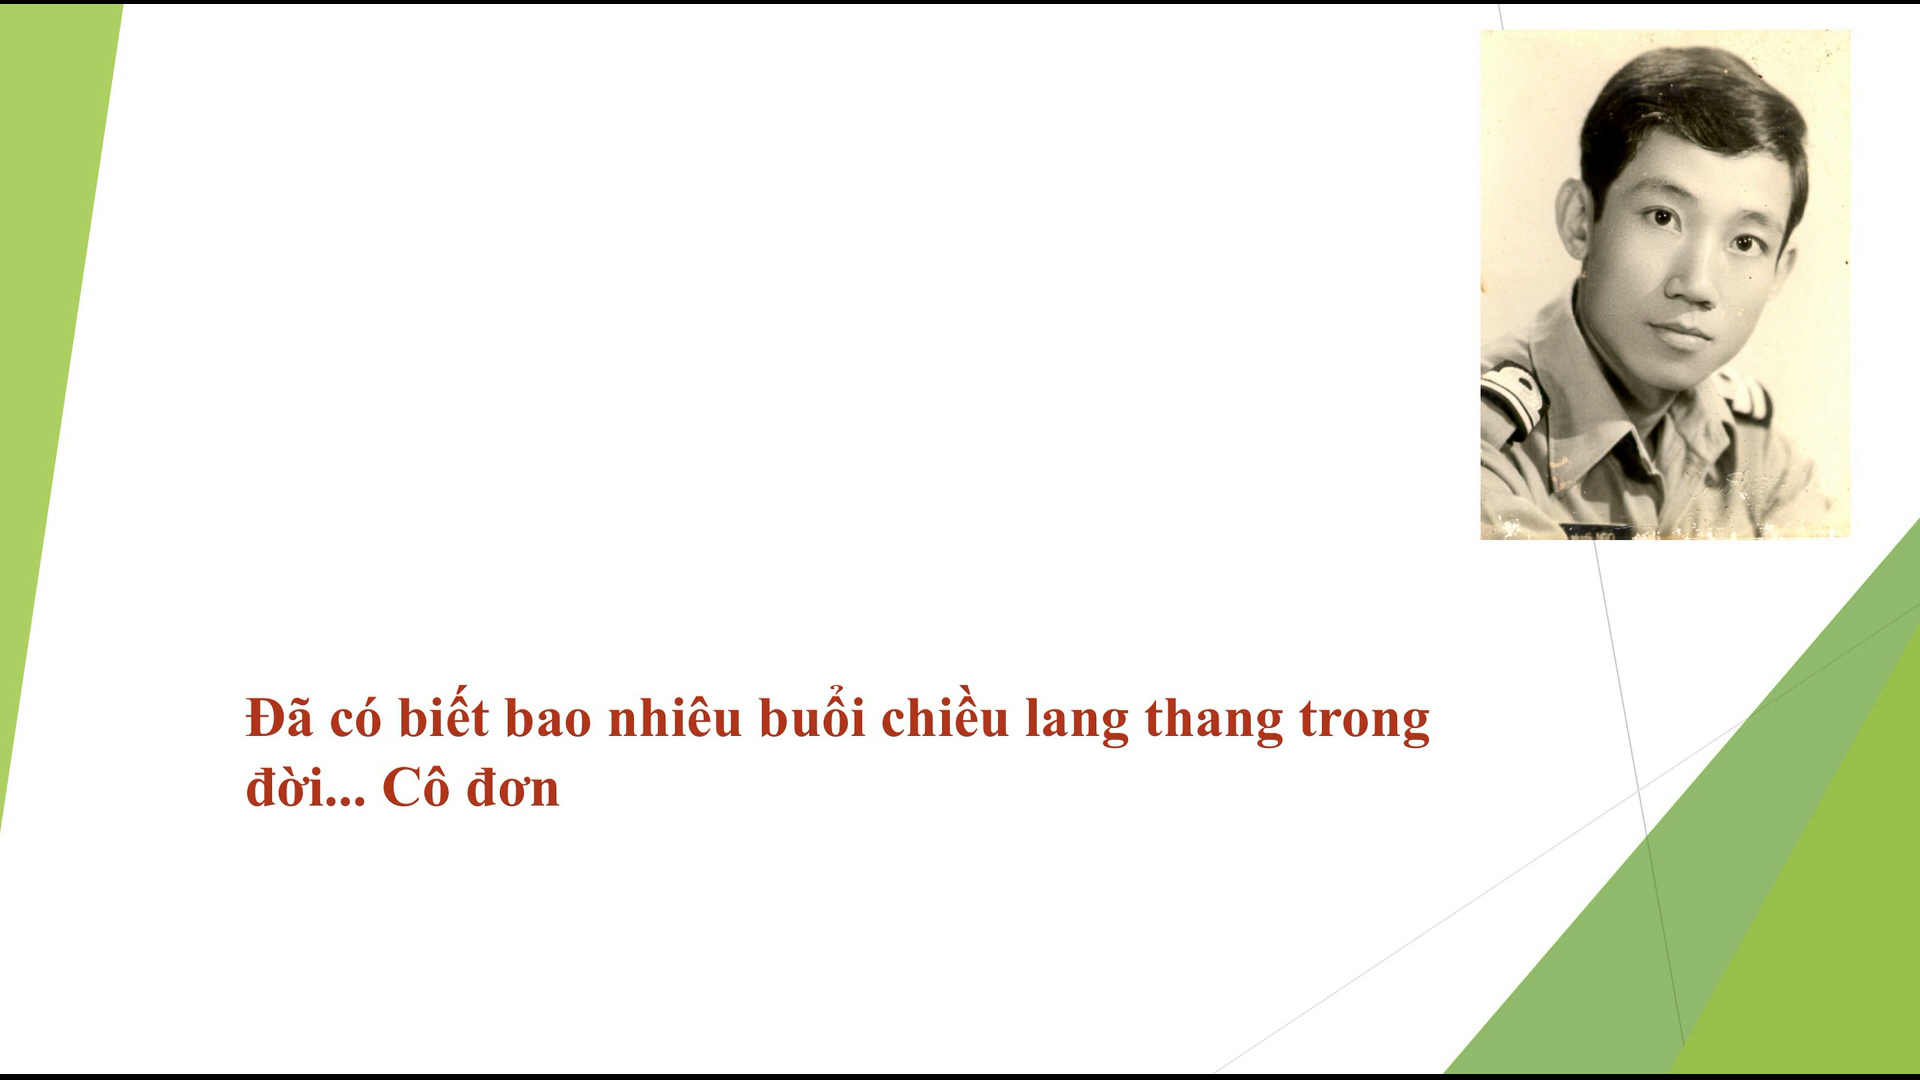 Đã có biết bao nhiêu buổi chiều lang thang trong
đời... Cô đơn